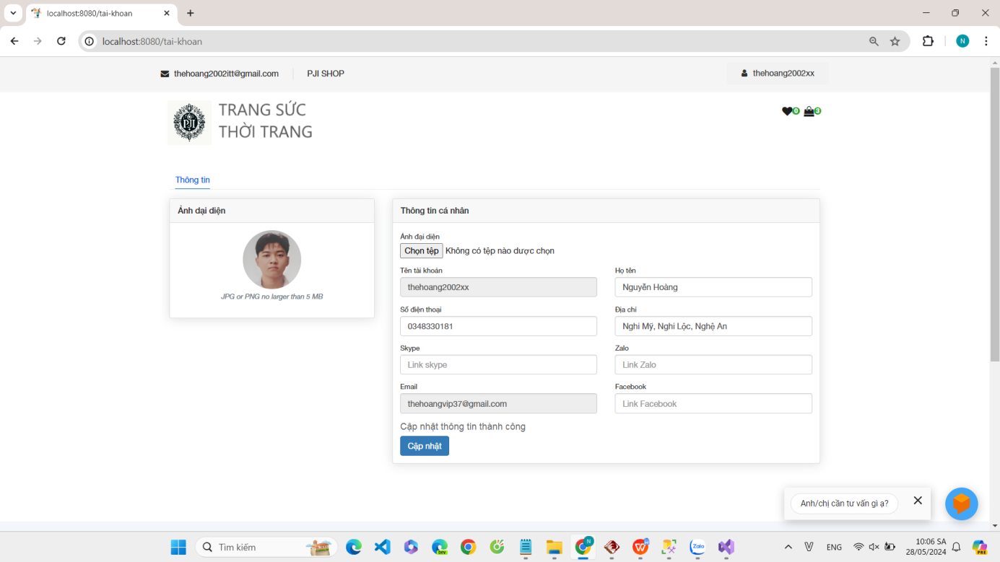 localhost:8080/tai-khoan
localhost:8080/tai-khoan
N
thehoang2002itt@gmail.com
PJI SHOP
thehoang2002xx
PJI
TRANG SỨC
THỜI TRANG
0
3
Thông tin
Ảnh đại diện
JPG or PNG no larger than 5 MB
Thông tin cá nhân
Ảnh đại diện
Chọn tệp Không có tệp nào được chọn
Tên tài khoản
Họ tên
thehoang2002xx
Nguyễn Hoàng
Số điện thoại
Địa chỉ
0348330181
Nghi Mỹ, Nghi Lộc, Nghệ An
Skype
Zalo
Link skype
Link Zalo
Email
Facebook
thehoangvip37@gmail.com
Link Facebook
Cập nhật thông tin thành công
Cập nhật
Anh/chị cần tư vấn gì ạ?
Tìm kiếm
DEV
N
W
Zalo
V
ENG
10:06 SA
28/05/2024
PRE